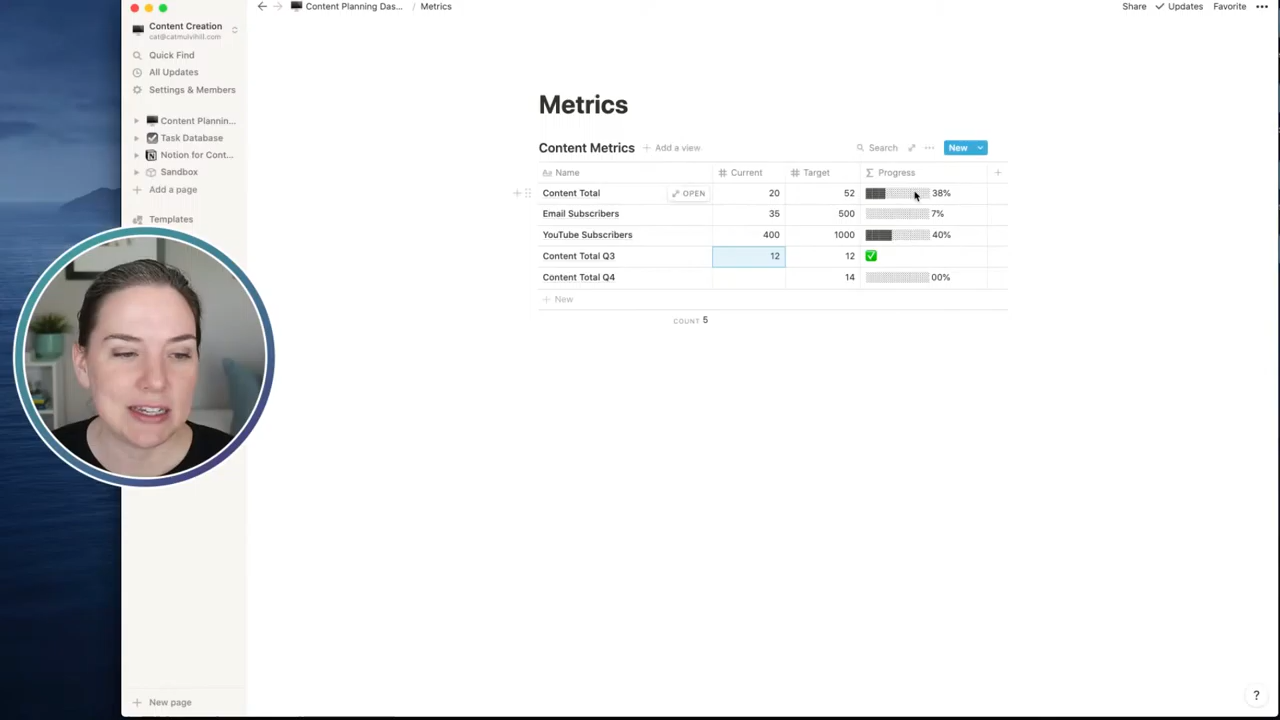 Content Planning Das... / Metrics
Share Updates Favorite
Content Creation
cat@catmulvihill.com
Quick Find
All Updates
Settings & Members
Content Plannin...
Task Database
Notion for Cont...
Sandbox
Add a page
Templates
New page
Metrics
Content Metrics + Add a view Search New
Name Current Target Progress
Content Total OPEN 20 52 38%
Email Subscribers 35 500 7%
YouTube Subscribers 400 1000 40%
Content Total Q3 12 12
Content Total Q4 14 00%
+ New
COUNT 5
?